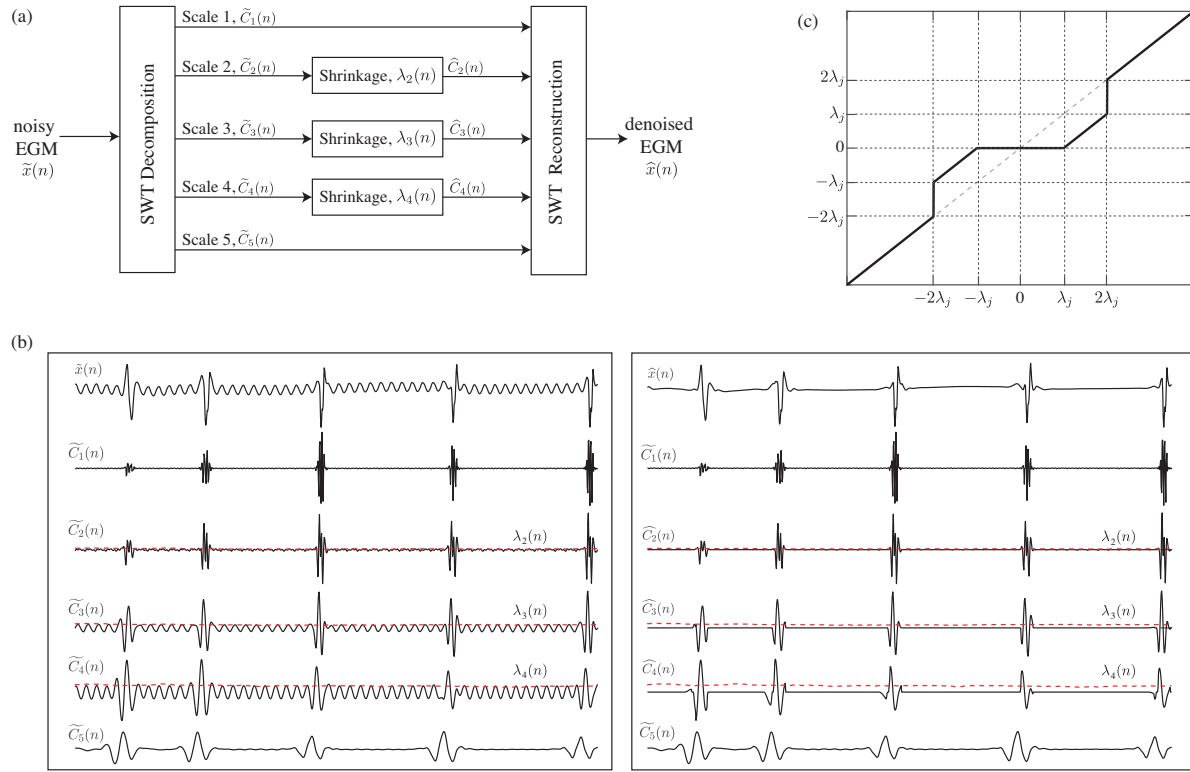 (a)
Scale 1, C̃₁(n)
Scale 2, C̃₂(n)
Shrinkage, λ₂(n)
Ĉ₂(n)
Scale 3, C̃₃(n)
Shrinkage, λ₃(n)
Ĉ₃(n)
Scale 4, C̃₄(n)
Shrinkage, λ₄(n)
Ĉ₄(n)
Scale 5, C̃₅(n)
noisy
EGM
x̃(n)
SWT Decomposition
SWT Reconstruction
denoised
EGM
x̂(n)
(c)
2λⱼ
λⱼ
0
−λⱼ
−2λⱼ
−2λⱼ
−λⱼ
0
λⱼ
2λⱼ
(b)
x̃(n)
C̃₁(n)
C̃₂(n)
λ₂(n)
C̃₃(n)
λ₃(n)
C̃₄(n)
λ₄(n)
C̃₅(n)
x̂(n)
C̃₁(n)
Ĉ₂(n)
λ₂(n)
Ĉ₃(n)
λ₃(n)
Ĉ₄(n)
λ₄(n)
C̃₅(n)